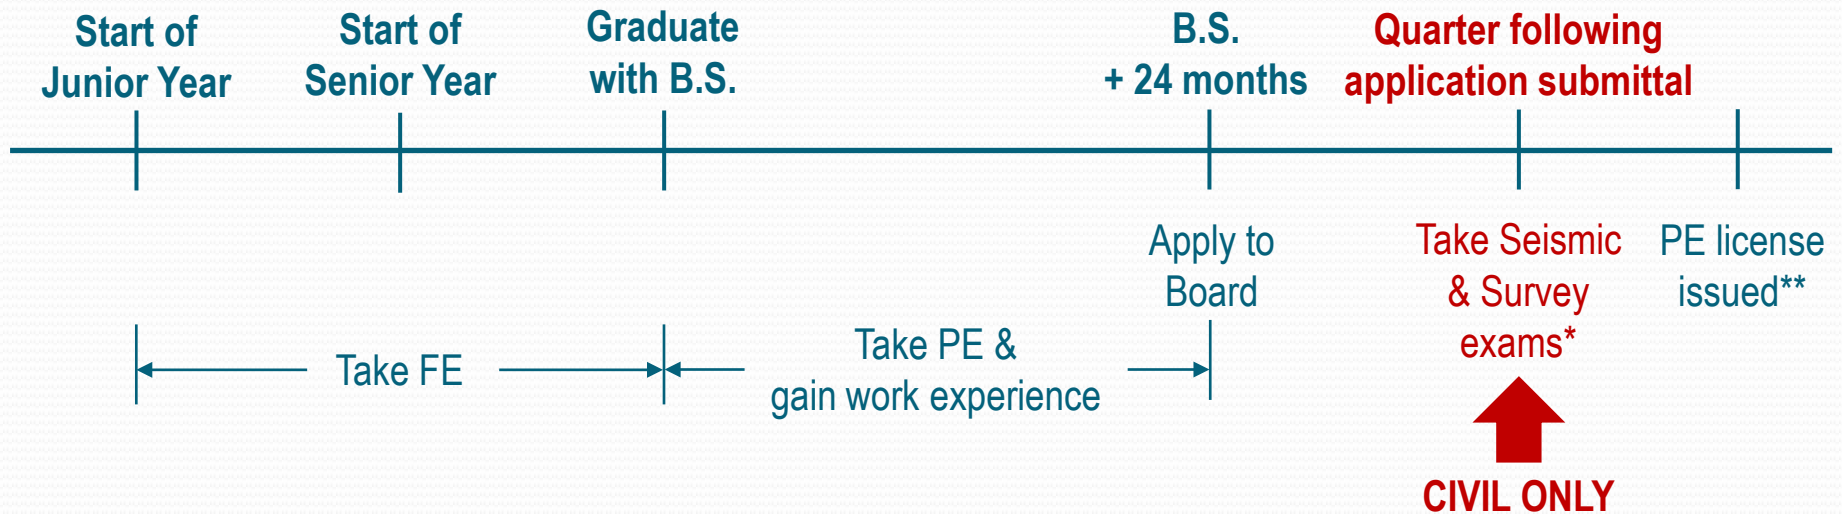 Start of
Junior Year
Start of
Senior Year
Graduate
with B.S.
B.S.
+ 24 months
Quarter following
application submittal
Apply to
Board
Take Seismic
& Survey
exams*
PE license
issued**
Take FE
Take PE &
gain work experience
CIVIL ONLY